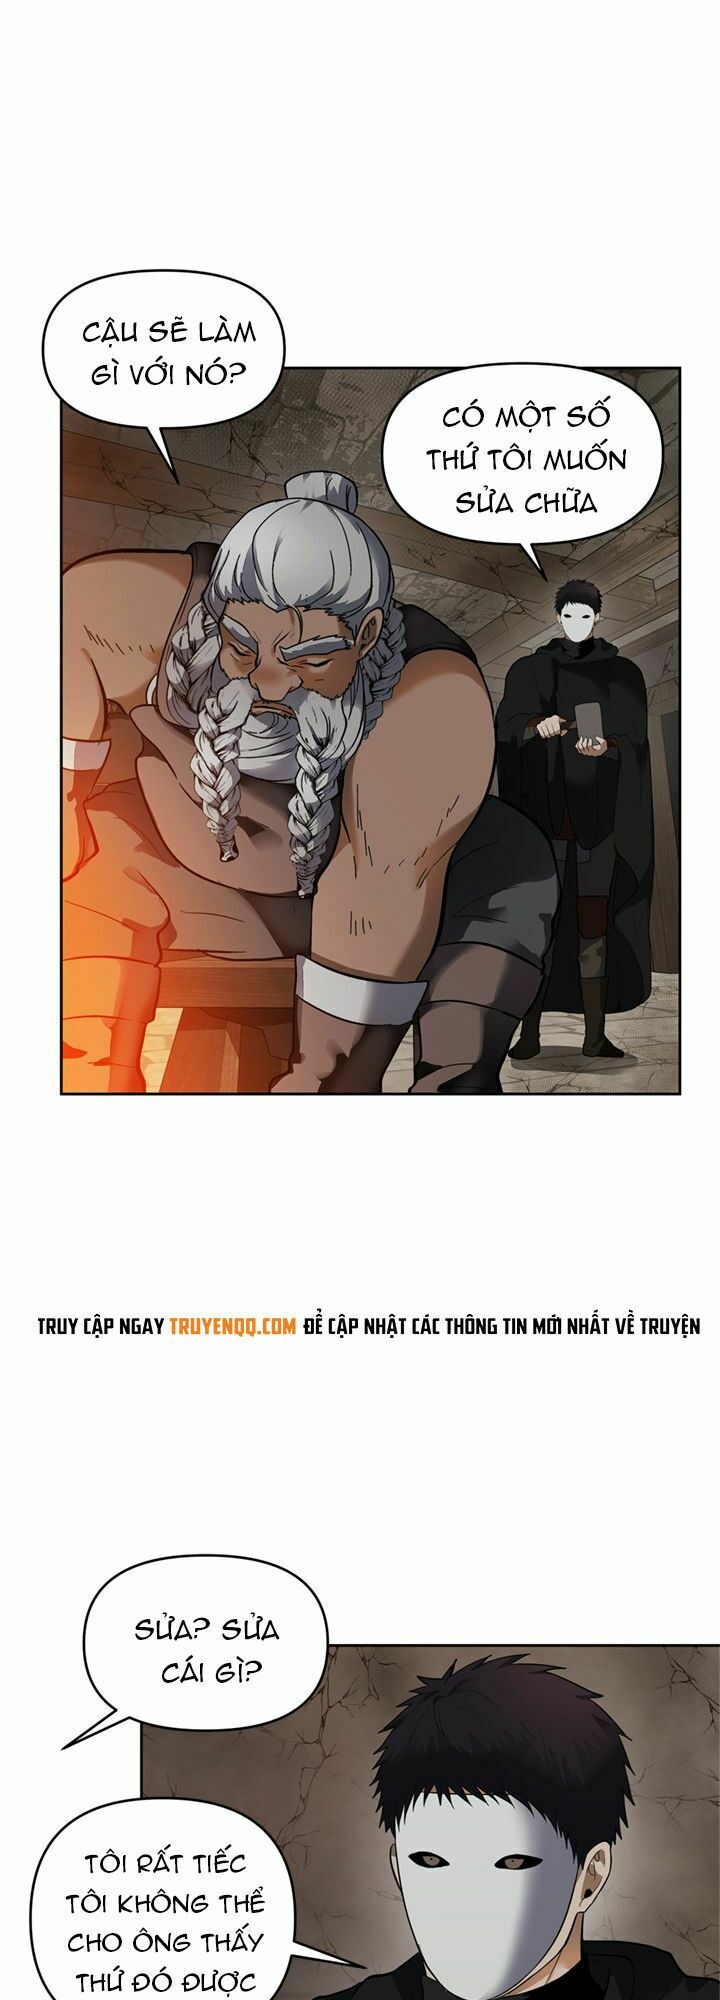 CẬU SẼ LÀM
GÌ VỚI NÓ?
CÓ MỘT SỐ
THỨ TÔI MUỐN
SỬA CHỮA
TRUY CẬP NGAY TRUYENQQ.COM ĐỂ CẬP NHẬT CÁC THÔNG TIN MỚI NHẤT VỀ TRUYỆN
SỬA? SỬA
CÁI GÌ?
TÔI RẤT TIẾC
TÔI KHÔNG THỂ
CHO ÔNG THẤY
THỨ ĐÓ ĐƯỢC